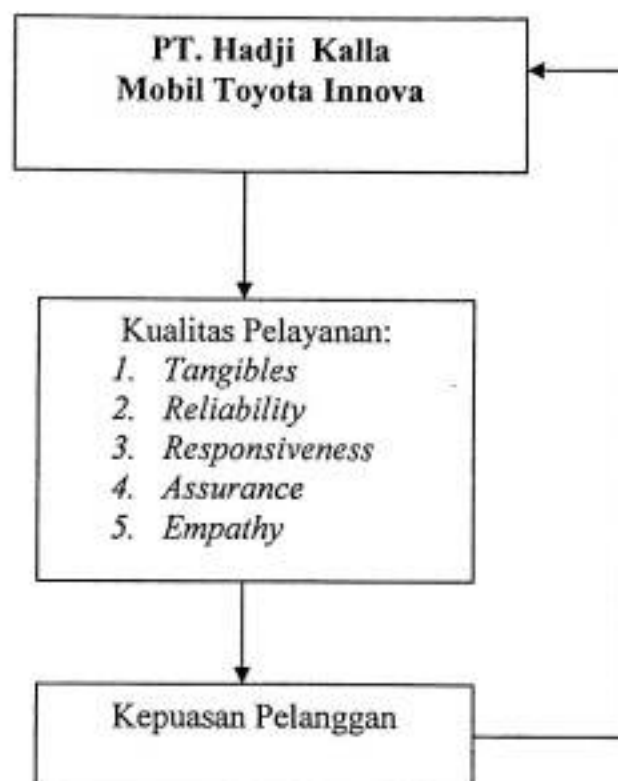 PT. Hadji Kalla
Mobil Toyota Innova
Kualitas Pelayanan:
1. Tangibles
2. Reliability
3. Responsiveness
4. Assurance
5. Empathy
Kepuasan Pelanggan